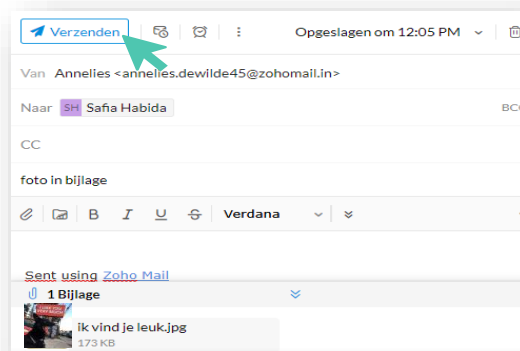 Verzenden
Opgeslagen om 12:05 PM
Van Annelies <annelies.dewilde45@zohomail.in>
Naar SH Safia Habida
CC
foto in bijlage
B I U S Verdana
Sent using Zoho Mail
1 Bijlage
ik vind je leuk.jpg
173 KB